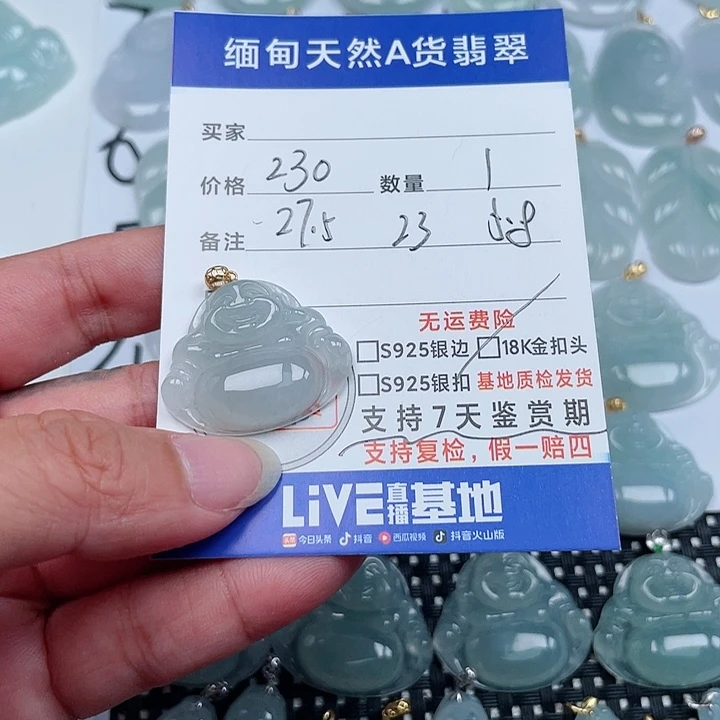 缅甸天然A货翡翠
买家
价格 230 数量 1
备注 27.5 23 5.8
无运费险
□S925银边 □18K金扣头
□S925银扣 基地质检发货
支持7天鉴赏期
支持复检,假一赔四
LiVE直播基地
头条 今日头条 抖音 西瓜视频 抖音火山版